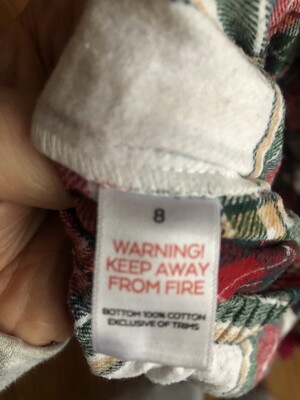 8
WARNING!
KEEP AWAY
FROM FIRE
BOTTOM 100% COTTON
EXCLUSIVE OF TRIMS